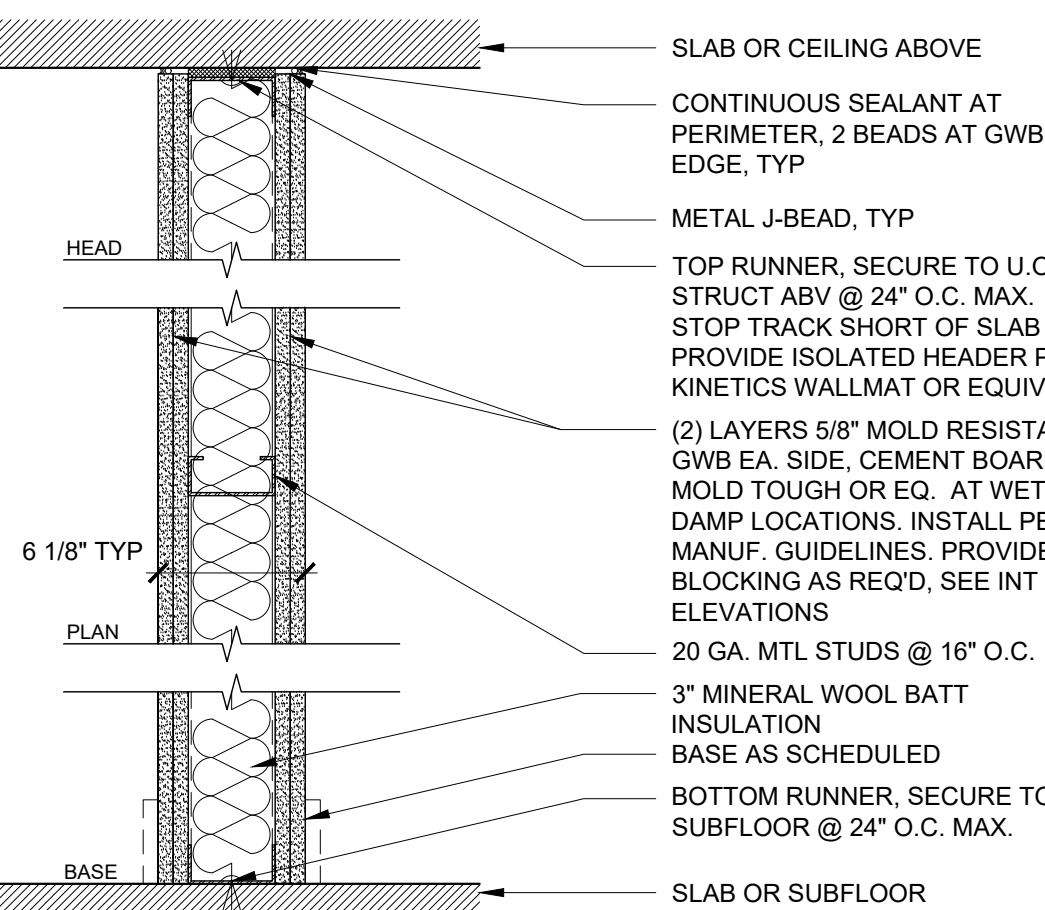 SLAB OR CEILING ABOVE
CONTINUOUS SEALANT AT
PERIMETER, 2 BEADS AT GWB
EDGE, TYP
METAL J-BEAD, TYP
HEAD
TOP RUNNER, SECURE TO
STRUCT ABV @ 24" O.C. MAX.
STOP TRACK SHORT OF SLAB
PROVIDE ISOLATED HEADER
KINETICS WALLMAT OR
(2) LAYERS 5/8" MOLD
GWB EA. SIDE, CEMENT
MOLD TOUGH OR EQ. AT WET
DAMP LOCATIONS. INSTALL
MANUF. GUIDELINES. PROVIDE
BLOCKING AS REQ'D, SEE INT
ELEVATIONS
6 1/8" TYP
PLAN
20 GA. MTL STUDS @ 16" O.C.
3" MINERAL WOOL BATT
INSULATION
BASE AS SCHEDULED
BOTTOM RUNNER, SECURE TO
SUBFLOOR @ 24" O.C. MAX.
BASE
SLAB OR SUBFLOOR